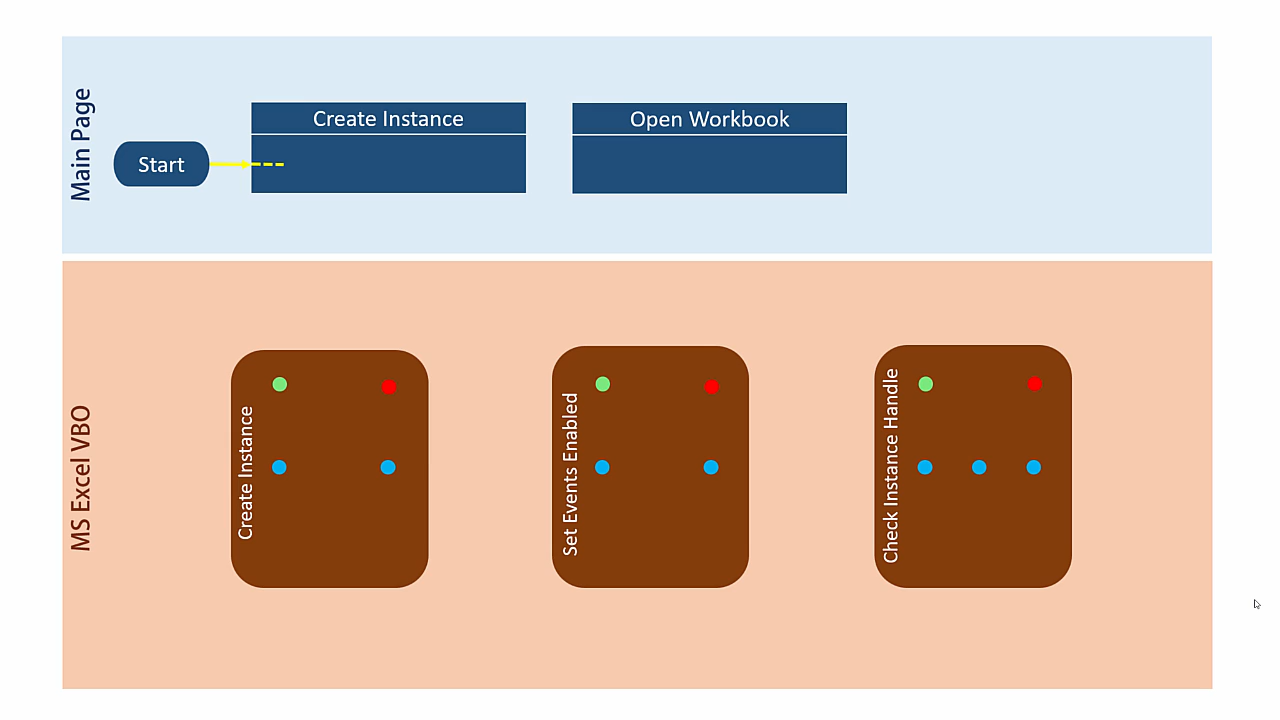 Main Page
Start
Create Instance
Open Workbook
MS Excel VBO
Create Instance
Set Events Enabled
Check Instance Handle